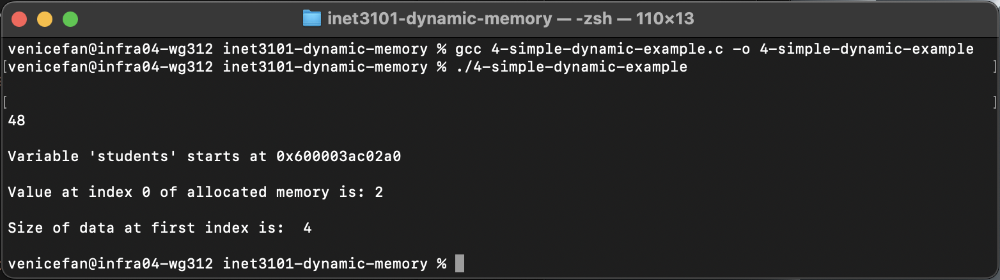 inet3101-dynamic-memory — -zsh — 110×13
venicefan@infra04-wg312 inet3101-dynamic-memory % gcc 4-simple-dynamic-example.c -o 4-simple-dynamic-example
[venicefan@infra04-wg312 inet3101-dynamic-memory % ./4-simple-dynamic-example ]
[ ]
48
Variable 'students' starts at 0x600003ac02a0
Value at index 0 of allocated memory is: 2
Size of data at first index is:  4
venicefan@infra04-wg312 inet3101-dynamic-memory %